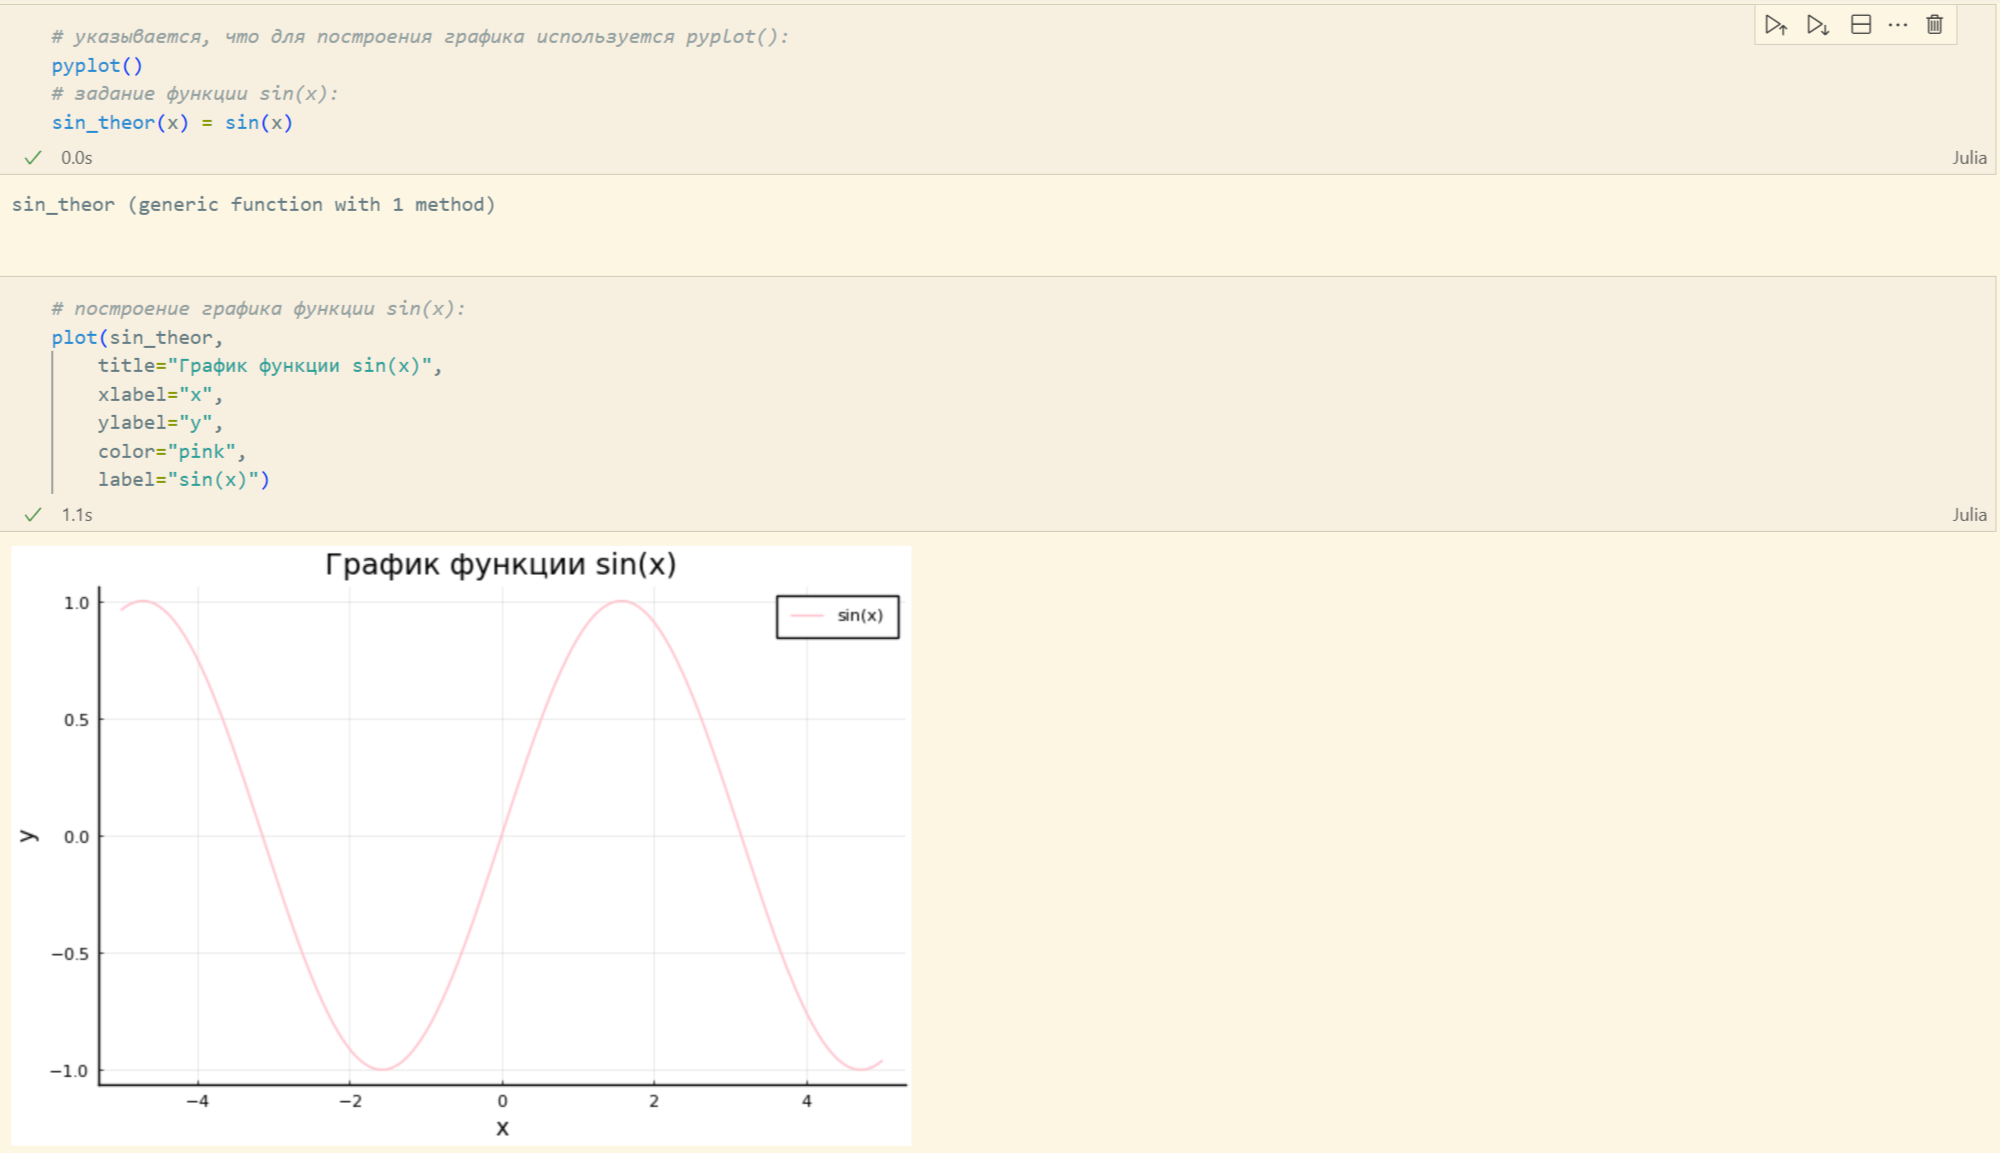 # указывается, что для построения графика используется pyplot():
pyplot()
# задание функции sin(x):
sin_theor(x) = sin(x)
0.0s
Julia
sin_theor (generic function with 1 method)
# построение графика функции sin(x):
plot(sin_theor,
title="График функции sin(x)",
xlabel="x",
ylabel="y",
color="pink",
label="sin(x)")
1.1s
Julia
График функции sin(x)
sin(x)
1.0
0.5
0.0
−0.5
−1.0
y
−4 −2 0 2 4
x